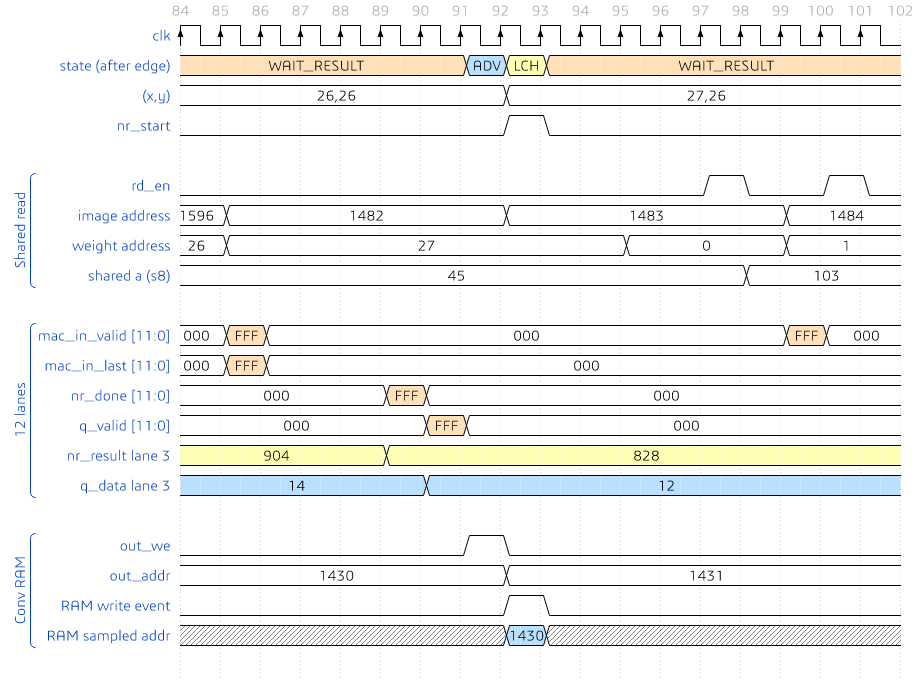 84 85 86 87 88 89 90 91 92 93 94 95 96 97 98 99 100 101 102
clk
state (after edge) WAIT_RESULT ADV LCH WAIT_RESULT
(x,y) 26,26 27,26
nr_start
Shared read
rd_en
image address 1596 1482 1483 1484
weight address 26 27 0 1
shared a (s8) 45 103
12 lanes
mac_in_valid [11:0] 000 FFF 000 FFF 000
mac_in_last [11:0] 000 FFF 000
nr_done [11:0] 000 FFF 000
q_valid [11:0] 000 FFF 000
nr_result lane 3 904 828
q_data lane 3 14 12
Conv RAM
out_we
out_addr 1430 1431
RAM write event
RAM sampled addr 1430